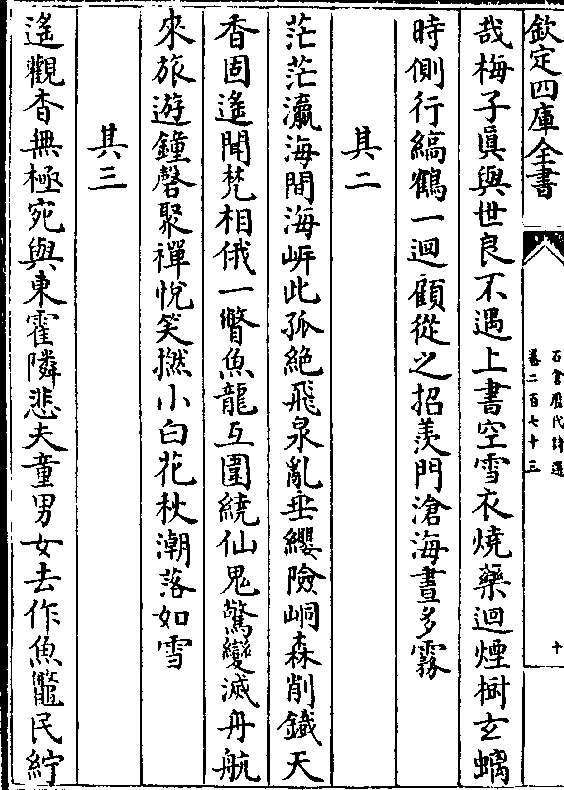 欽定四庫全書
石倉歷代詩選
卷二百七十三
十
哉梅子眞與世良不遇上書空雪衣燒藥迴煙樹玄螭
時側行縞鶴一迴顧從之招羡門滄海晝多霧
其二
茫茫瀛海間海岍此孤絶飛泉亂垂纓險峒森削鐵天
香固遙聞梵相俄一瞥魚龍互圍繞仙鬼驚變滅舟航
來旅遊鐘磬聚禪悅笑撚小白花秋潮落如雪
其三
遙觀杳無極宛與東霍隣悲夫童男女去作魚鼈民紵